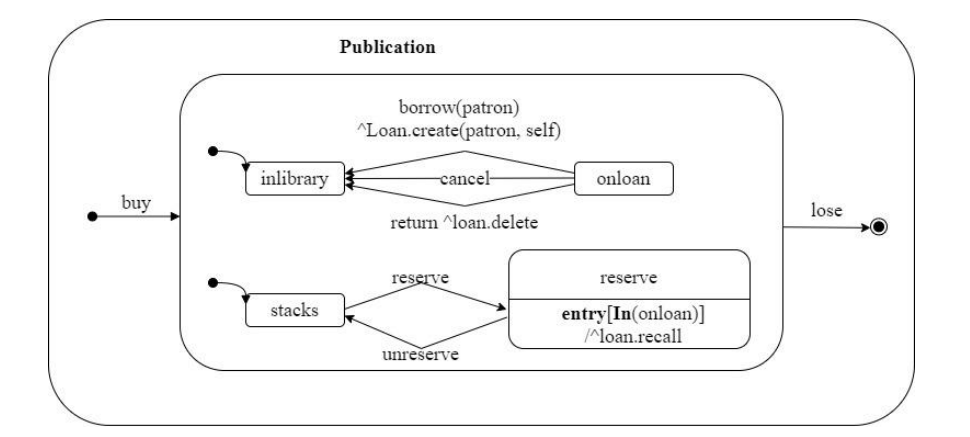 Publication
borrow(patron)
^Loan.create(patron, self)
inlibrary
cancel
onloan
buy
return ^loan.delete
lose
reserve
reserve
stacks
entry[In(onloan)]
/^loan.recall
unreserve